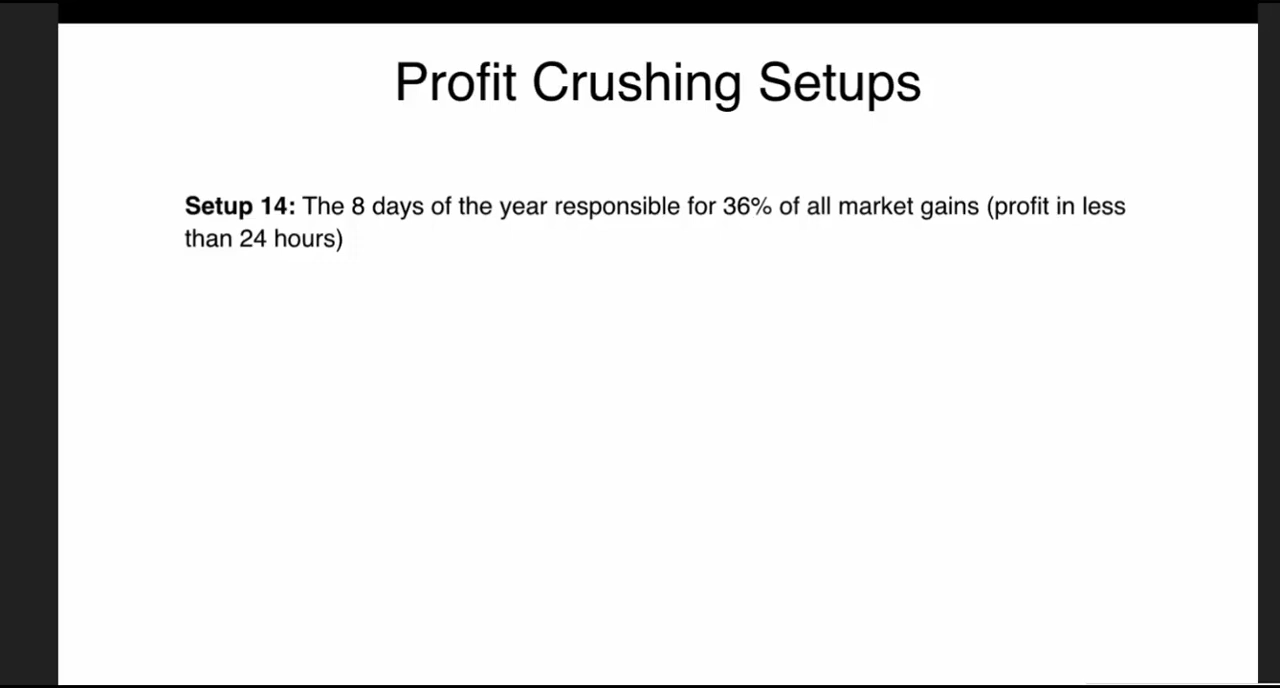 Profit Crushing Setups
Setup 14: The 8 days of the year responsible for 36% of all market gains (profit in less
than 24 hours)